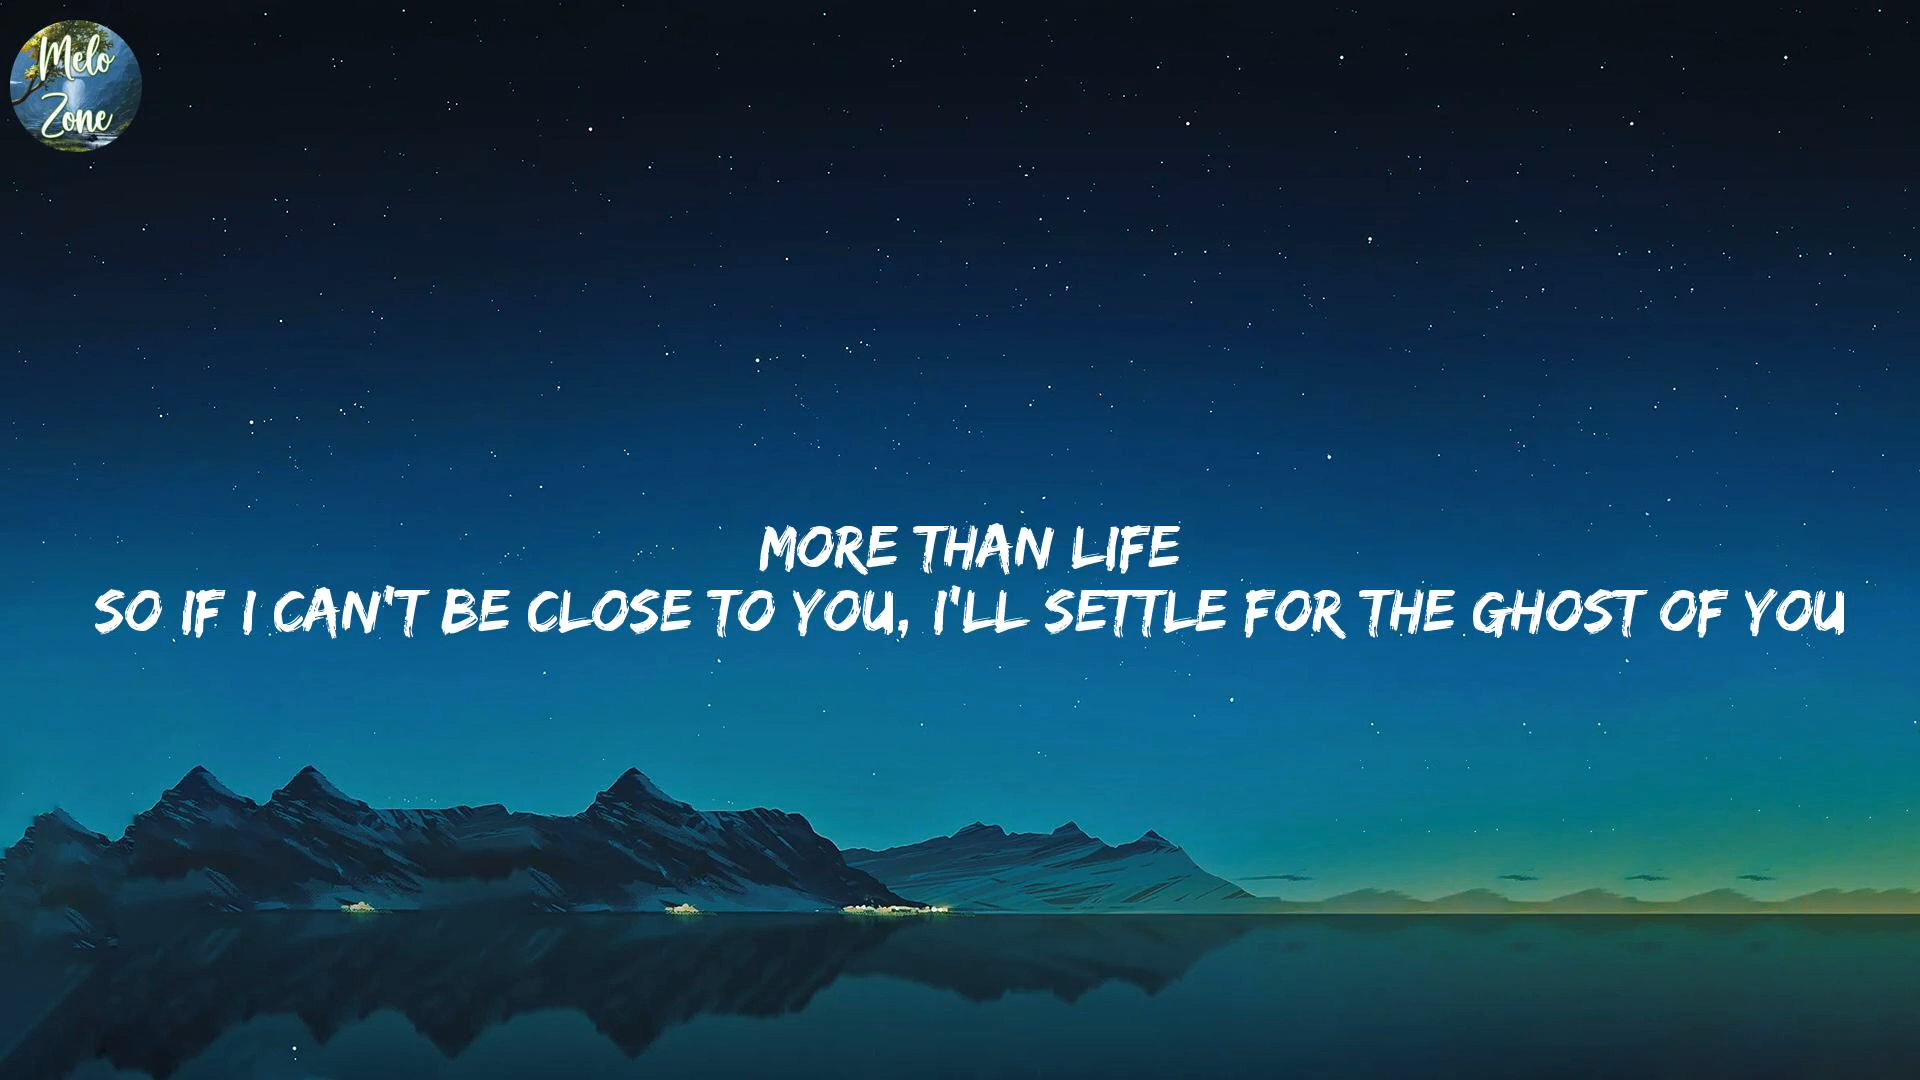 Melo
Zone
MORE THAN LIFE
SO IF I CAN'T BE CLOSE TO YOU, I'LL SETTLE FOR THE GHOST OF YOU